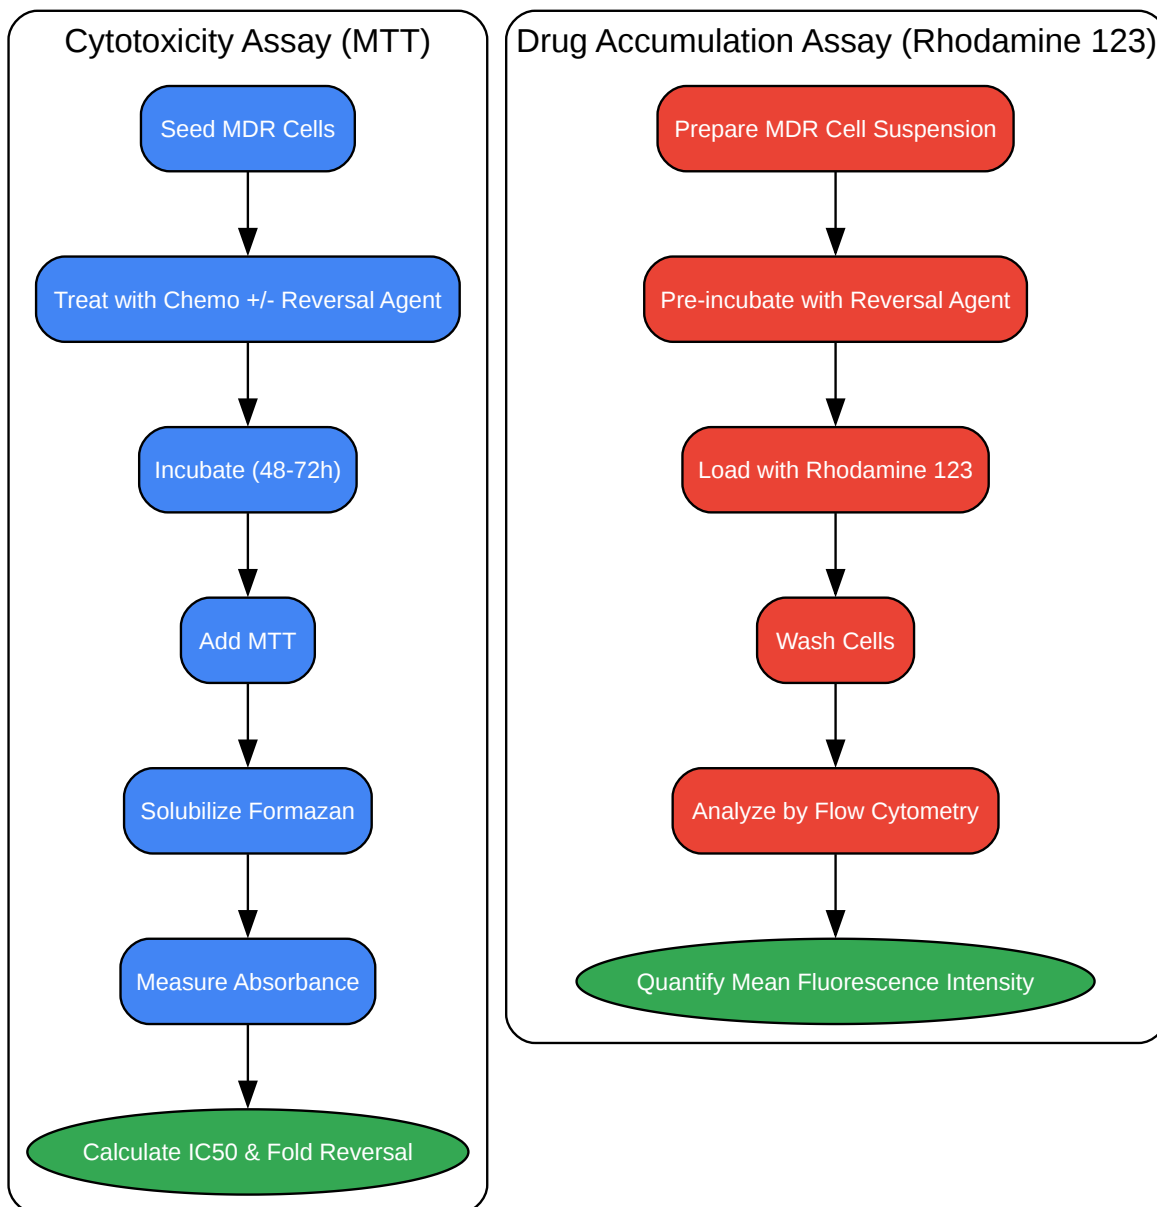 Cytotoxicity Assay (MTT)
Seed MDR Cells
Treat with Chemo +/- Reversal Agent
Incubate (48-72h)
Add MTT
Solubilize Formazan
Measure Absorbance
Calculate IC50 & Fold Reversal
Drug Accumulation Assay (Rhodamine 123)
Prepare MDR Cell Suspension
Pre-incubate with Reversal Agent
Load with Rhodamine 123
Wash Cells
Analyze by Flow Cytometry
Quantify Mean Fluorescence Intensity